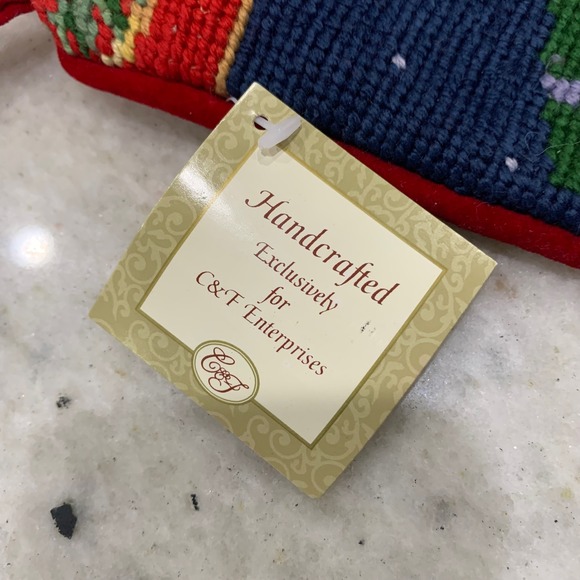 Handcrafted
Exclusively
for
C&F Enterprises
C&F